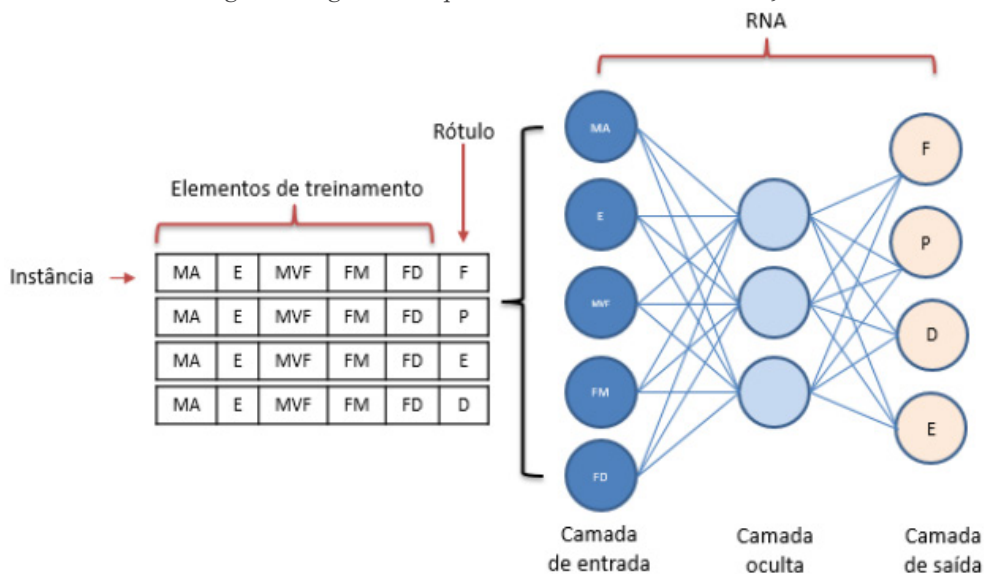 RNA
Rótulo
Elementos de treinamento
Instância
MA E MVF FM FD F
MA E MVF FM FD P
MA E MVF FM FD E
MA E MVF FM FD D
MA
E
MVF
FM
FD
F
P
D
E
Camada
de entrada
Camada
oculta
Camada
de saída